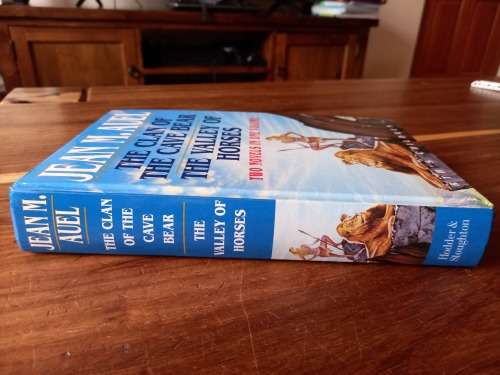 JEAN M. AUEL
THE CLAN OF
THE CAVE BEAR
THE VALLEY OF
HORSES
TWO NOVELS IN ONE VOLUME
JEAN M.
AUEL
THE CLAN
OF THE
CAVE
BEAR
THE
VALLEY OF
HORSES
Hodder &
Stoughton